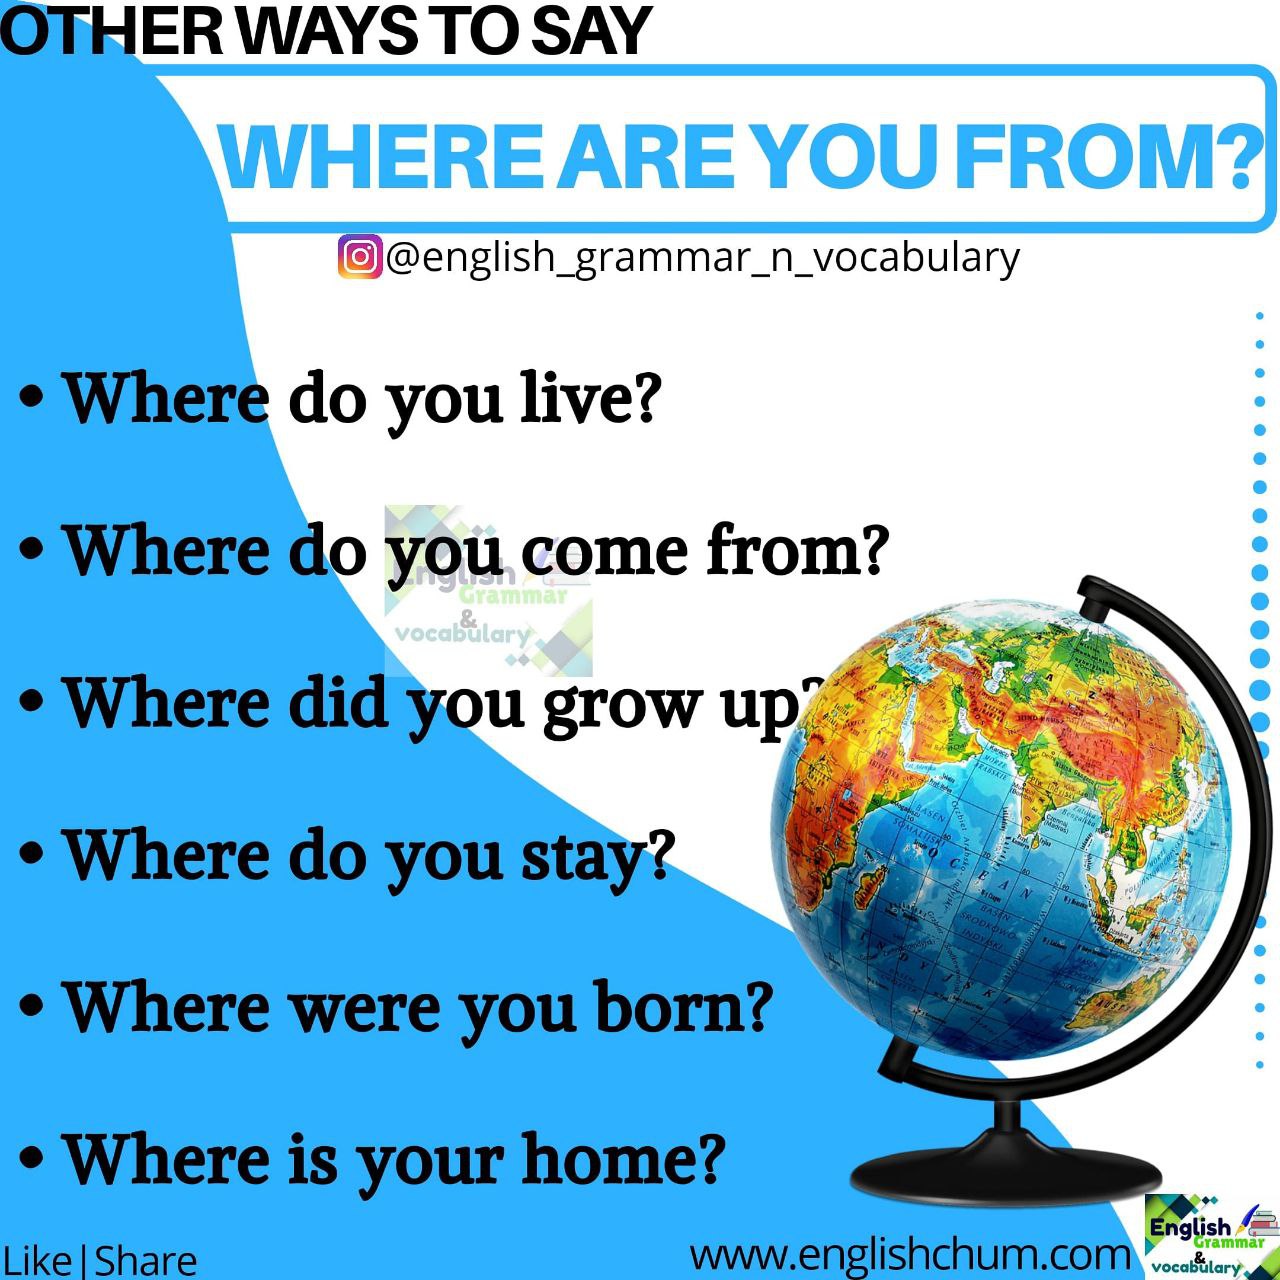 OTHER WAYS TO SAY
WHERE ARE YOU FROM?
@english_grammar_n_vocabulary
• Where do you live?
• Where do you come from?
English
Grammar
&
vocabulary
• Where did you grow up?
• Where do you stay?
• Where were you born?
• Where is your home?
Like|Share
www.englishchum.com
English
Grammar
&
vocabulary